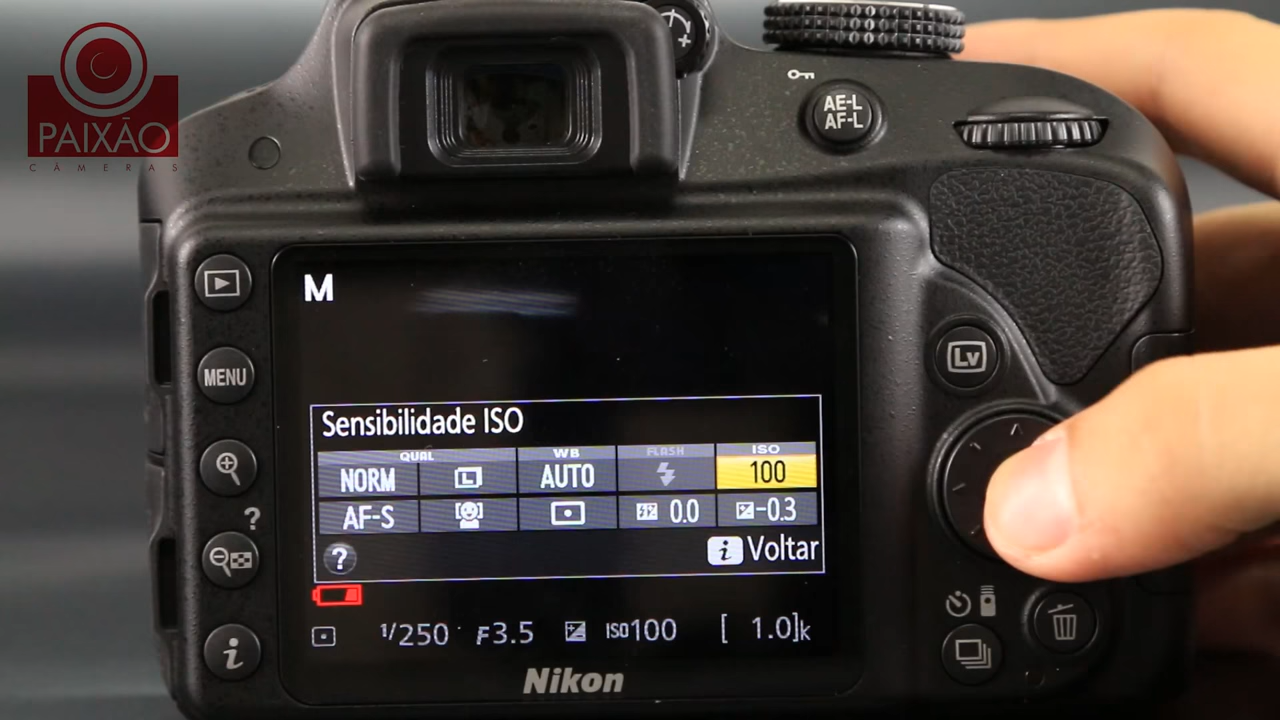 PAIXÃO
CÂMERAS
AE-L
AF-L
M
MENU
Lv
Sensibilidade ISO
QUAL WB FLASH ISO
NORM L AUTO 100
AF-S 0.0 -0.3
? i Voltar
?
1/250 F3.5 ISO100 [ 1.0]k
i
Nikon